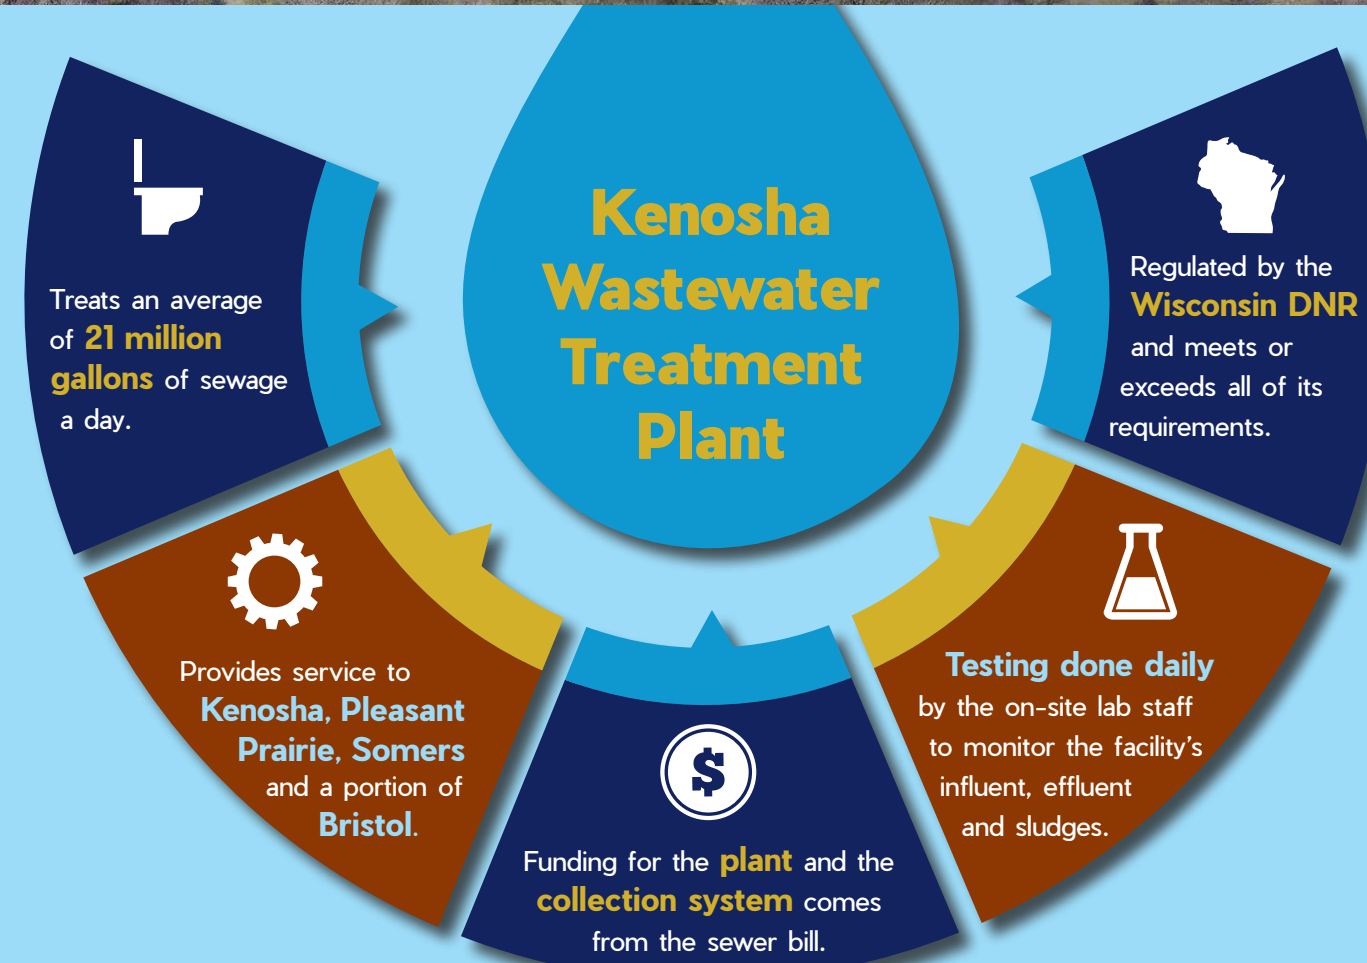 Kenosha
Wastewater
Treatment
Plant
Treats an average
of 21 million
gallons of sewage
a day.
Provides service to
Kenosha, Pleasant
Prairie, Somers
and a portion of
Bristol.
$
Funding for the plant and the
collection system comes
from the sewer bill.
Testing done daily
by the on-site lab staff
to monitor the facility's
influent, effluent
and sludges.
Regulated by the
Wisconsin DNR
and meets or
exceeds all of its
requirements.